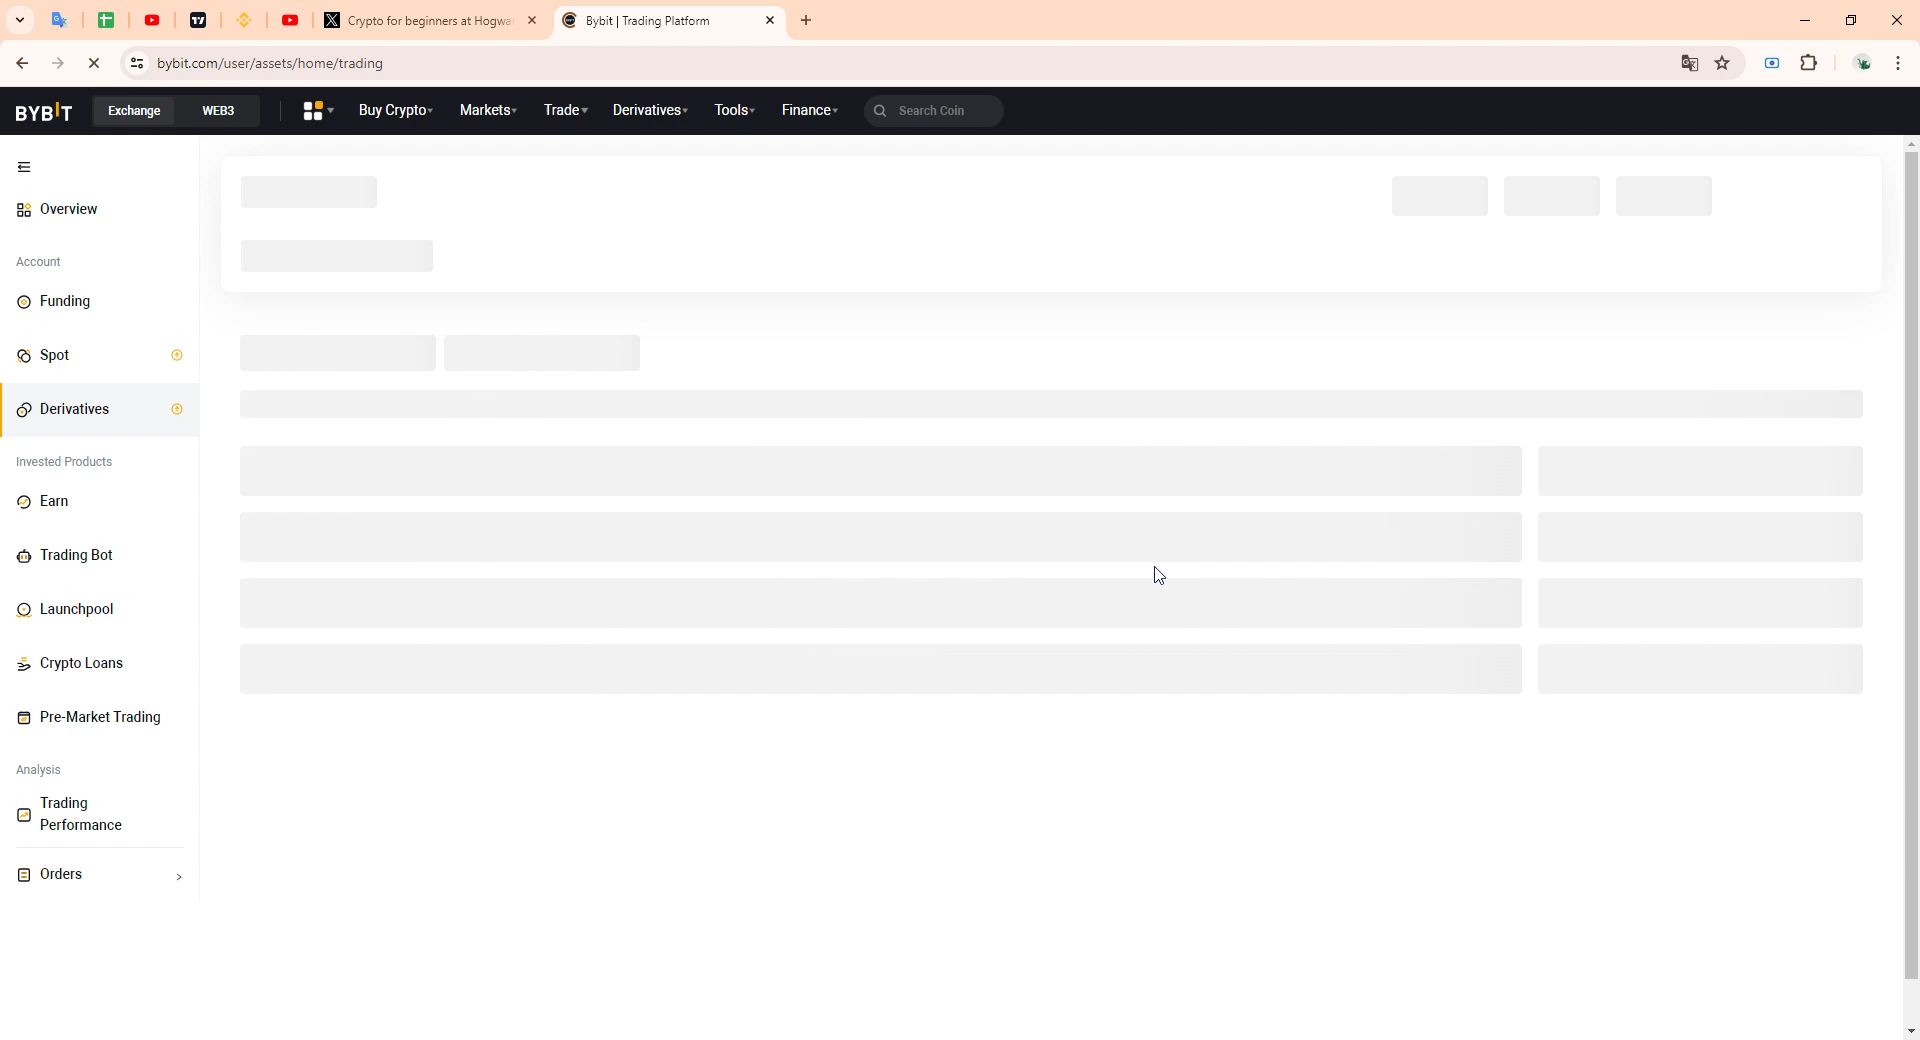 Crypto for beginners at Hogwa
Bybit | Trading Platform
bybit.com/user/assets/home/trading
BYBIT
Exchange
WEB3
Buy Crypto
Markets
Trade
Derivatives
Tools
Finance
Search Coin
Overview
Account
Funding
Spot
Derivatives
Invested Products
Earn
Trading Bot
Launchpool
Crypto Loans
Pre-Market Trading
Analysis
Trading
Performance
Orders